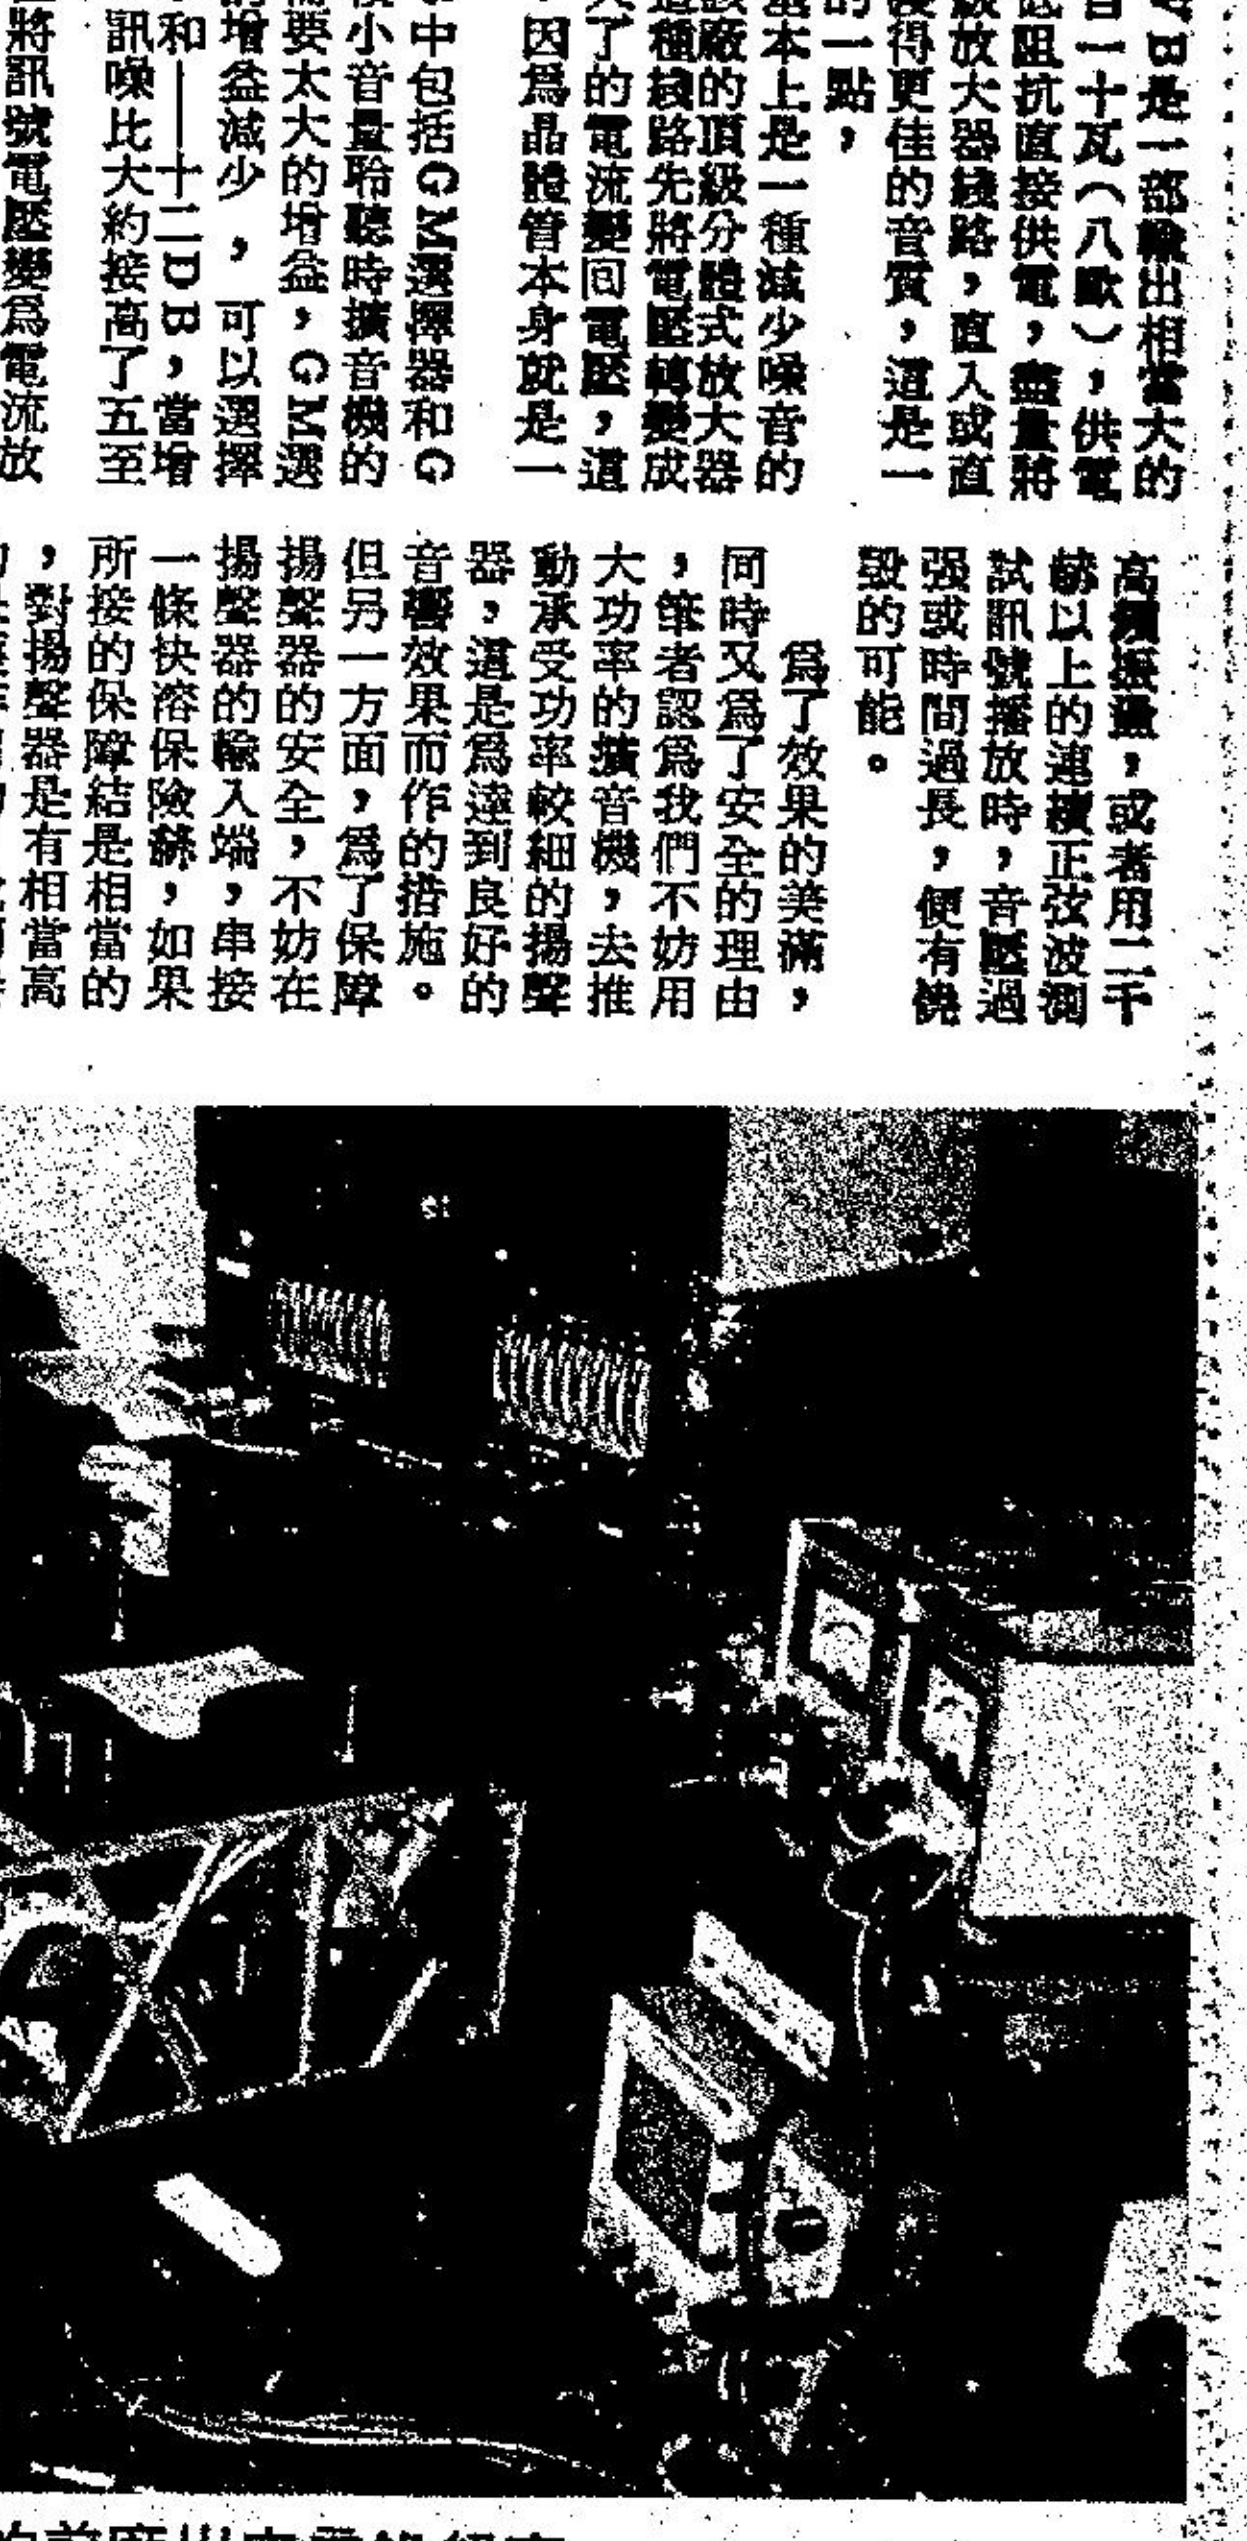 7B是一部輸出相當大的
百一十瓦（八歐），供電
低阻抗直接供電，盡量將
級放大器綫路，直入或直
獲得更佳的音質，這是一
的一點，
基本上是一種減少噪音的
該廠的頂級分體式放大器
這種綫路先將電壓轉變成
大了的電流變回電壓，這
，因爲晶體管本身就是一
中包括GM選擇器和G
小音量聆聽時擴音機的
需要太大的增益，GM選
的增益減少，可以選擇
和——十二DB，當增
訊噪比大約接高了五至
將訊號電壓變爲電流放
高頻振盪，或者用二千
赫以上的連續正弦波測
試訊號播放時，音壓過
强或時間過長，便有燒
毀的可能。
爲了效果的美滿，
同時又爲了安全的理由
，筆者認爲我們不妨用
大功率的擴音機，去推
動承受功率較細的揚聲
器，這是爲達到良好的
音響效果而作的措施。
但另一方面，爲了保障
揚聲器的安全，不妨在
揚聲器的輸入端，串接
一條快溶保險絲，如果
所接的保障結是相當的
，對揚聲器是有相當高